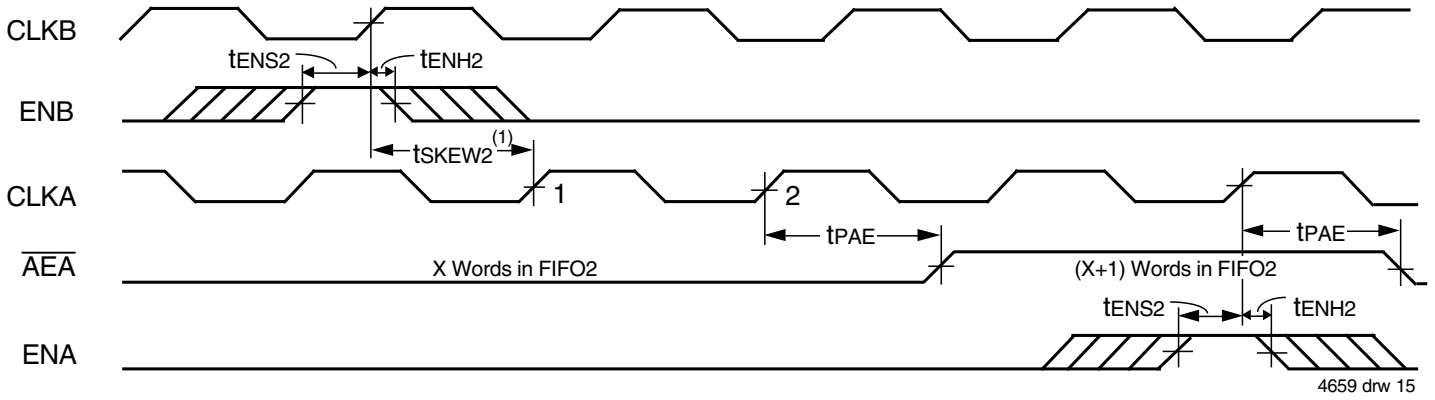 CLKB
tENS2 tENH2
ENB
tSKEW2 (1)
CLKA 1 2
tPAE tPAE
AEA X Words in FIFO2 (X+1) Words in FIFO2
tENS2 tENH2
ENA
4659 drw 15